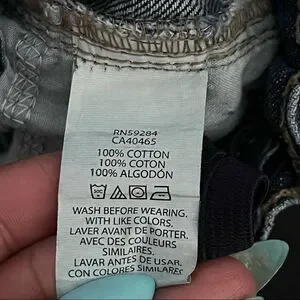 RN59284
CA40465
100% COTTON
100% COTON
100% ALGODÓN
WASH BEFORE WEARING,
WITH LIKE COLORS.
LAVER AVANT DE PORTER,
AVEC DES COULEURS
SIMILAIRES.
LAVAR ANTES DE USAR,
CON COLORES SIMILARES